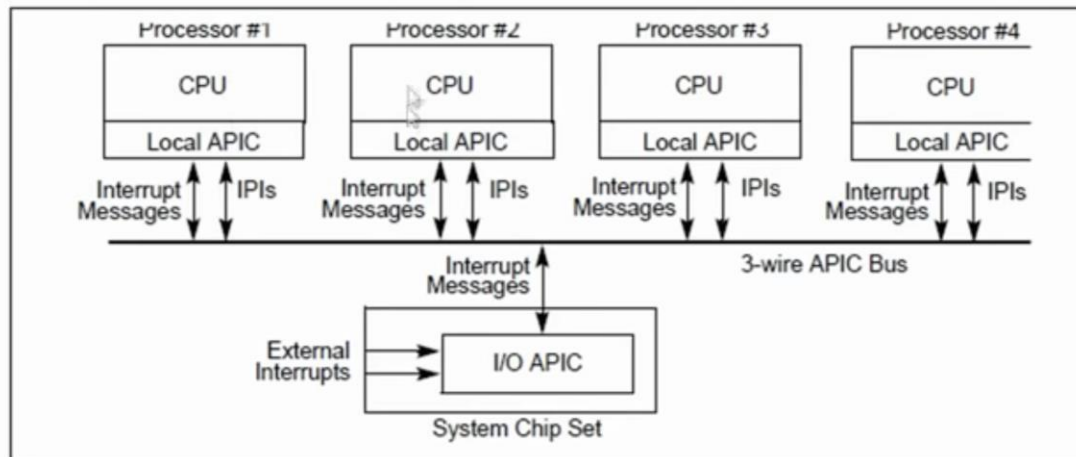 Processor #1
Processor #2
Processor #3
Processor #4
CPU
CPU
CPU
CPU
Local APIC
Local APIC
Local APIC
Local APIC
Interrupt
Messages
IPIs
Interrupt
Messages
IPIs
Interrupt
Messages
IPIs
Interrupt
Messages
IPIs
Interrupt
Messages
3-wire APIC Bus
External
Interrupts
I/O APIC
System Chip Set